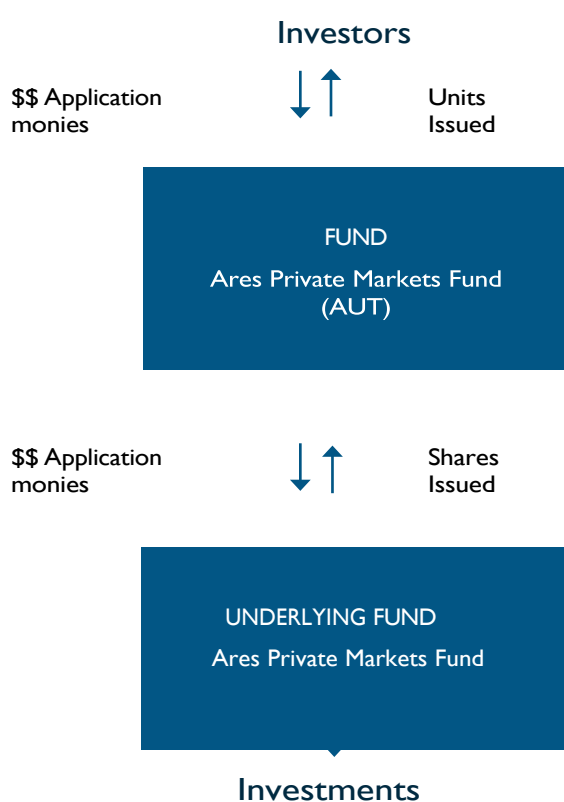 Investors
$$ Application
monies
Units
Issued
FUND
Ares Private Markets Fund
(AUT)
$$ Application
monies
Shares
Issued
UNDERLYING FUND
Ares Private Markets Fund
Investments